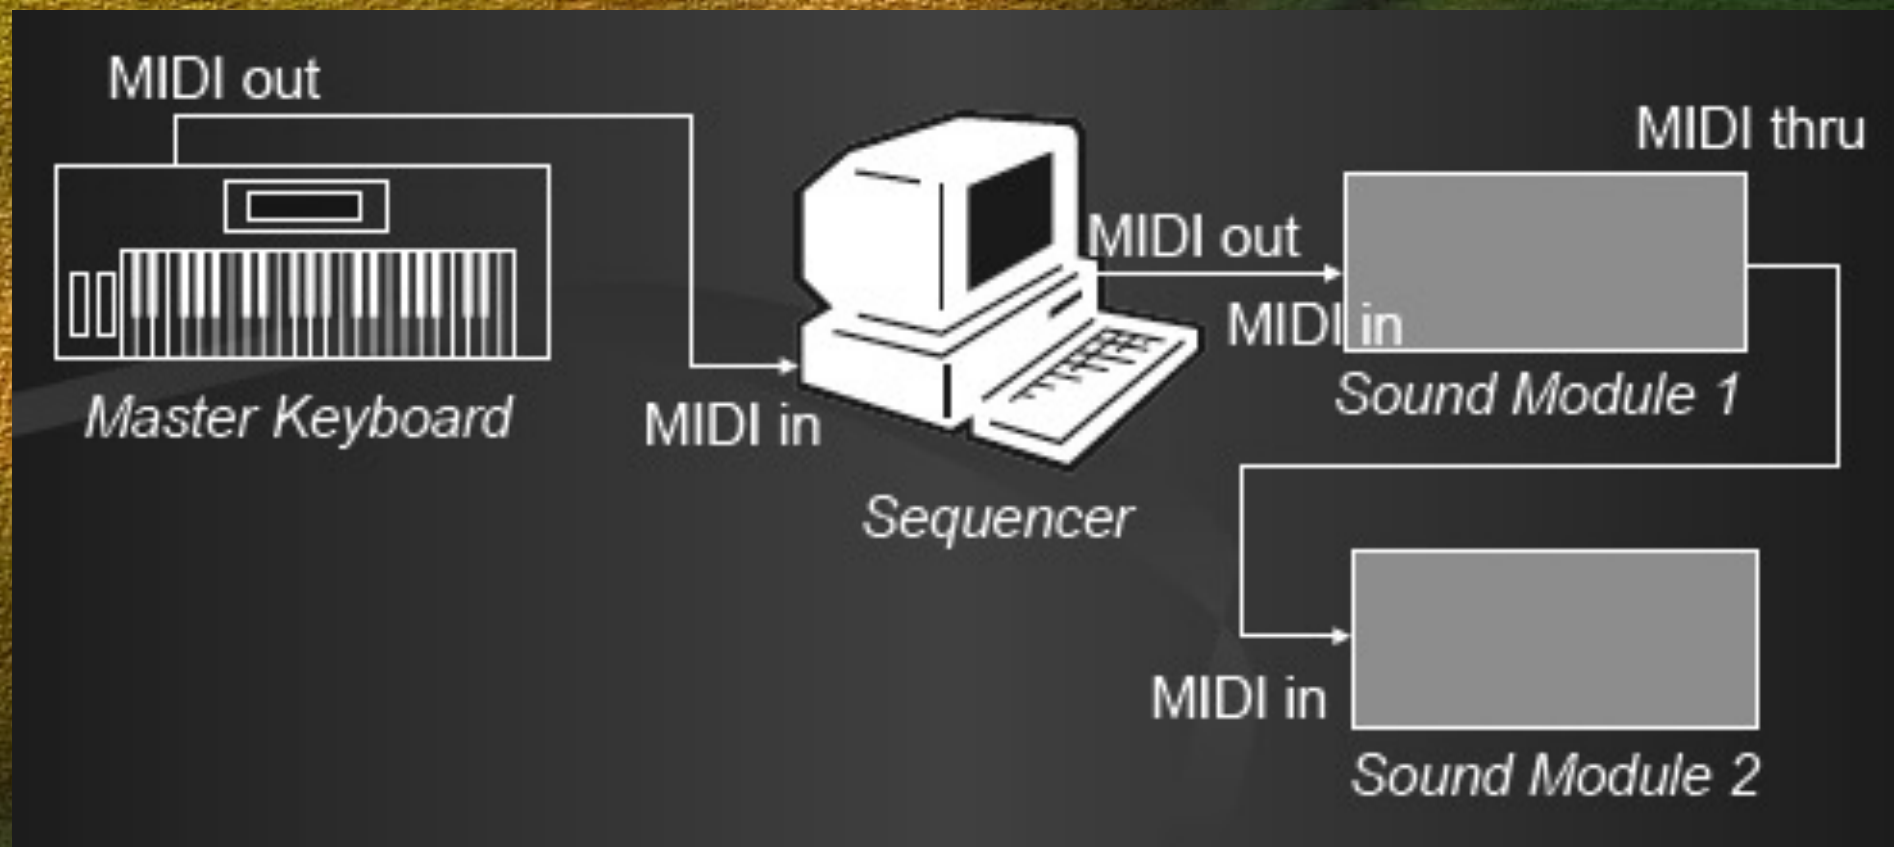 MIDI out
MIDI thru
MIDI out
MIDI in
Sound Module 1
Master Keyboard
MIDI in
Sequencer
MIDI in
Sound Module 2